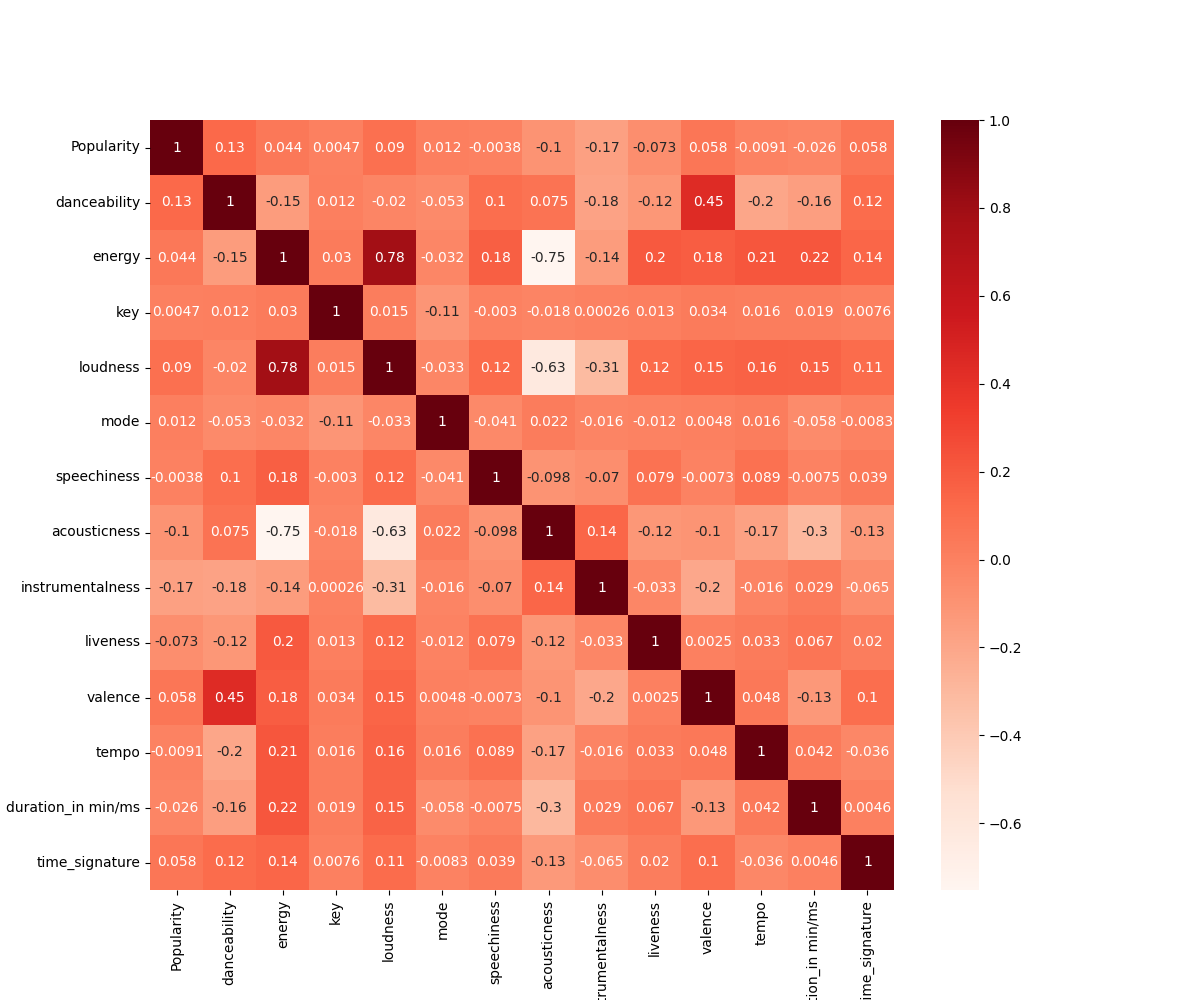 Popularity 1 0.13 0.044 0.0047 0.09 0.012 -0.0038 -0.1 -0.17 -0.073 0.058 -0.0091 -0.026 0.058
danceability 0.13 1 -0.15 0.012 -0.02 -0.053 0.1 0.075 -0.18 -0.12 0.45 -0.2 -0.16 0.12
energy 0.044 -0.15 1 0.03 0.78 -0.032 0.18 -0.75 -0.14 0.2 0.18 0.21 0.22 0.14
key 0.0047 0.012 0.03 1 0.015 -0.11 -0.003 -0.018 0.00026 0.013 0.034 0.016 0.019 0.0076
loudness 0.09 -0.02 0.78 0.015 1 -0.033 0.12 -0.63 -0.31 0.12 0.15 0.16 0.15 0.11
mode 0.012 -0.053 -0.032 -0.11 -0.033 1 -0.041 0.022 -0.016 -0.012 0.0048 0.016 -0.058 -0.0083
speechiness -0.0038 0.1 0.18 -0.003 0.12 -0.041 1 -0.098 -0.07 0.079 -0.0073 0.089 -0.0075 0.039
acousticness -0.1 0.075 -0.75 -0.018 -0.63 0.022 -0.098 1 0.14 -0.12 -0.1 -0.17 -0.3 -0.13
instrumentalness -0.17 -0.18 -0.14 0.00026 -0.31 -0.016 -0.07 0.14 1 -0.033 -0.2 -0.016 0.029 -0.065
liveness -0.073 -0.12 0.2 0.013 0.12 -0.012 0.079 -0.12 -0.033 1 0.0025 0.033 0.067 0.02
valence 0.058 0.45 0.18 0.034 0.15 0.0048 -0.0073 -0.1 -0.2 0.0025 1 0.048 -0.13 0.1
tempo -0.0091 -0.2 0.21 0.016 0.16 0.016 0.089 -0.17 -0.016 0.033 0.048 1 0.042 -0.036
duration_in min/ms -0.026 -0.16 0.22 0.019 0.15 -0.058 -0.0075 -0.3 0.029 0.067 -0.13 0.042 1 0.0046
time_signature 0.058 0.12 0.14 0.0076 0.11 -0.0083 0.039 -0.13 -0.065 0.02 0.1 -0.036 0.0046 1
Popularity
danceability
energy
key
loudness
mode
speechiness
acousticness
trumentalness
liveness
valence
tempo
tion_in min/ms
ime_signature
1.0
0.8
0.6
0.4
0.2
0.0
−0.2
−0.4
−0.6